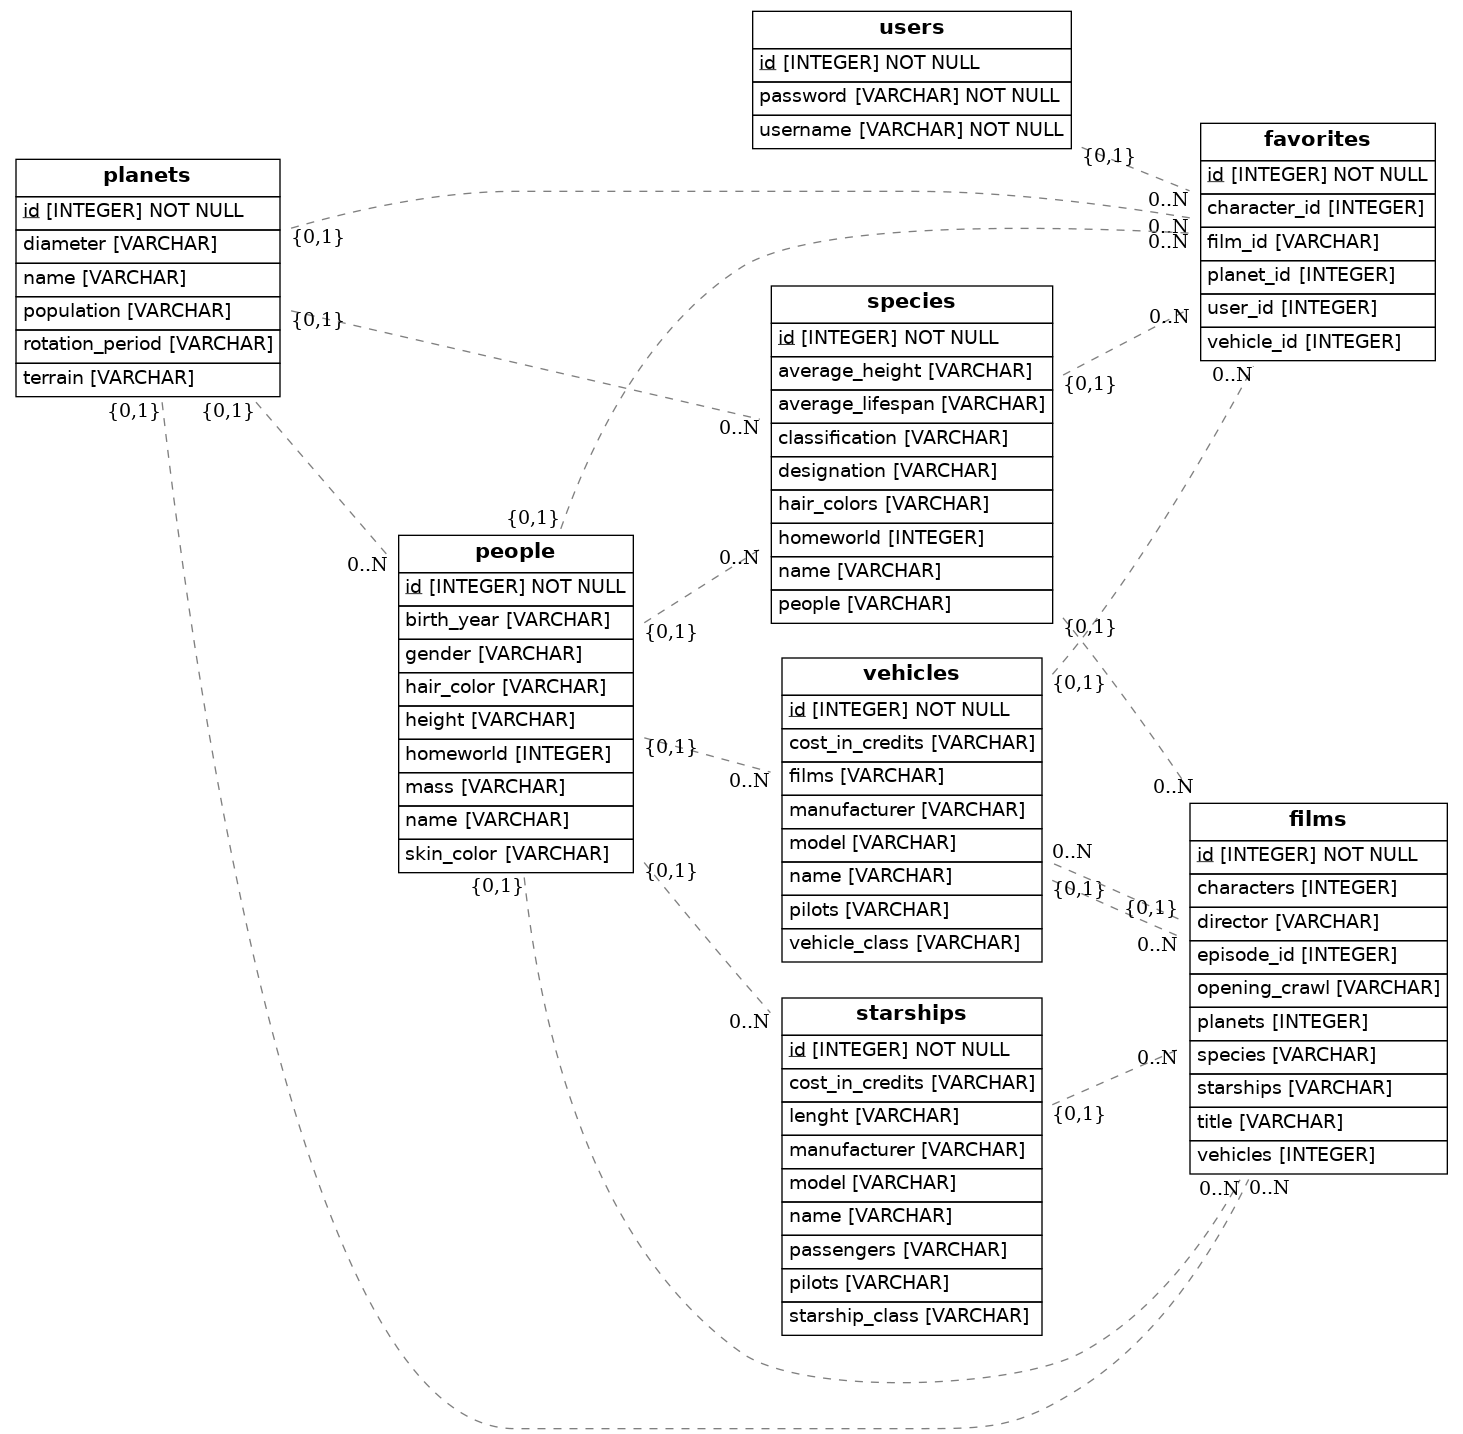 users
id [INTEGER] NOT NULL
password [VARCHAR] NOT NULL
username [VARCHAR] NOT NULL
{0,1}
0..N
favorites
id [INTEGER] NOT NULL
character_id [INTEGER]
film_id [VARCHAR]
planet_id [INTEGER]
user_id [INTEGER]
vehicle_id [INTEGER]
0..N
0..N
0..N
0..N
planets
id [INTEGER] NOT NULL
diameter [VARCHAR]
name [VARCHAR]
population [VARCHAR]
rotation_period [VARCHAR]
terrain [VARCHAR]
{0,1}
{0,1}
{0,1}
{0,1}
species
id [INTEGER] NOT NULL
average_height [VARCHAR]
average_lifespan [VARCHAR]
classification [VARCHAR]
designation [VARCHAR]
hair_colors [VARCHAR]
homeworld [INTEGER]
name [VARCHAR]
people [VARCHAR]
{0,1}
0..N
0..N
{0,1}
people
id [INTEGER] NOT NULL
birth_year [VARCHAR]
gender [VARCHAR]
hair_color [VARCHAR]
height [VARCHAR]
homeworld [INTEGER]
mass [VARCHAR]
name [VARCHAR]
skin_color [VARCHAR]
{0,1}
0..N
{0,1}
{0,1}
{0,1}
{0,1}
vehicles
id [INTEGER] NOT NULL
cost_in_credits [VARCHAR]
films [VARCHAR]
manufacturer [VARCHAR]
model [VARCHAR]
name [VARCHAR]
pilots [VARCHAR]
vehicle_class [VARCHAR]
{0,1}
0..N
0..N
{0,1}
films
id [INTEGER] NOT NULL
characters [INTEGER]
director [VARCHAR]
episode_id [INTEGER]
opening_crawl [VARCHAR]
planets [INTEGER]
species [VARCHAR]
starships [VARCHAR]
title [VARCHAR]
vehicles [INTEGER]
0..N
{0,1}
0..N
0..N
0..N
0..N
starships
id [INTEGER] NOT NULL
cost_in_credits [VARCHAR]
lenght [VARCHAR]
manufacturer [VARCHAR]
model [VARCHAR]
name [VARCHAR]
passengers [VARCHAR]
pilots [VARCHAR]
starship_class [VARCHAR]
0..N
{0,1}